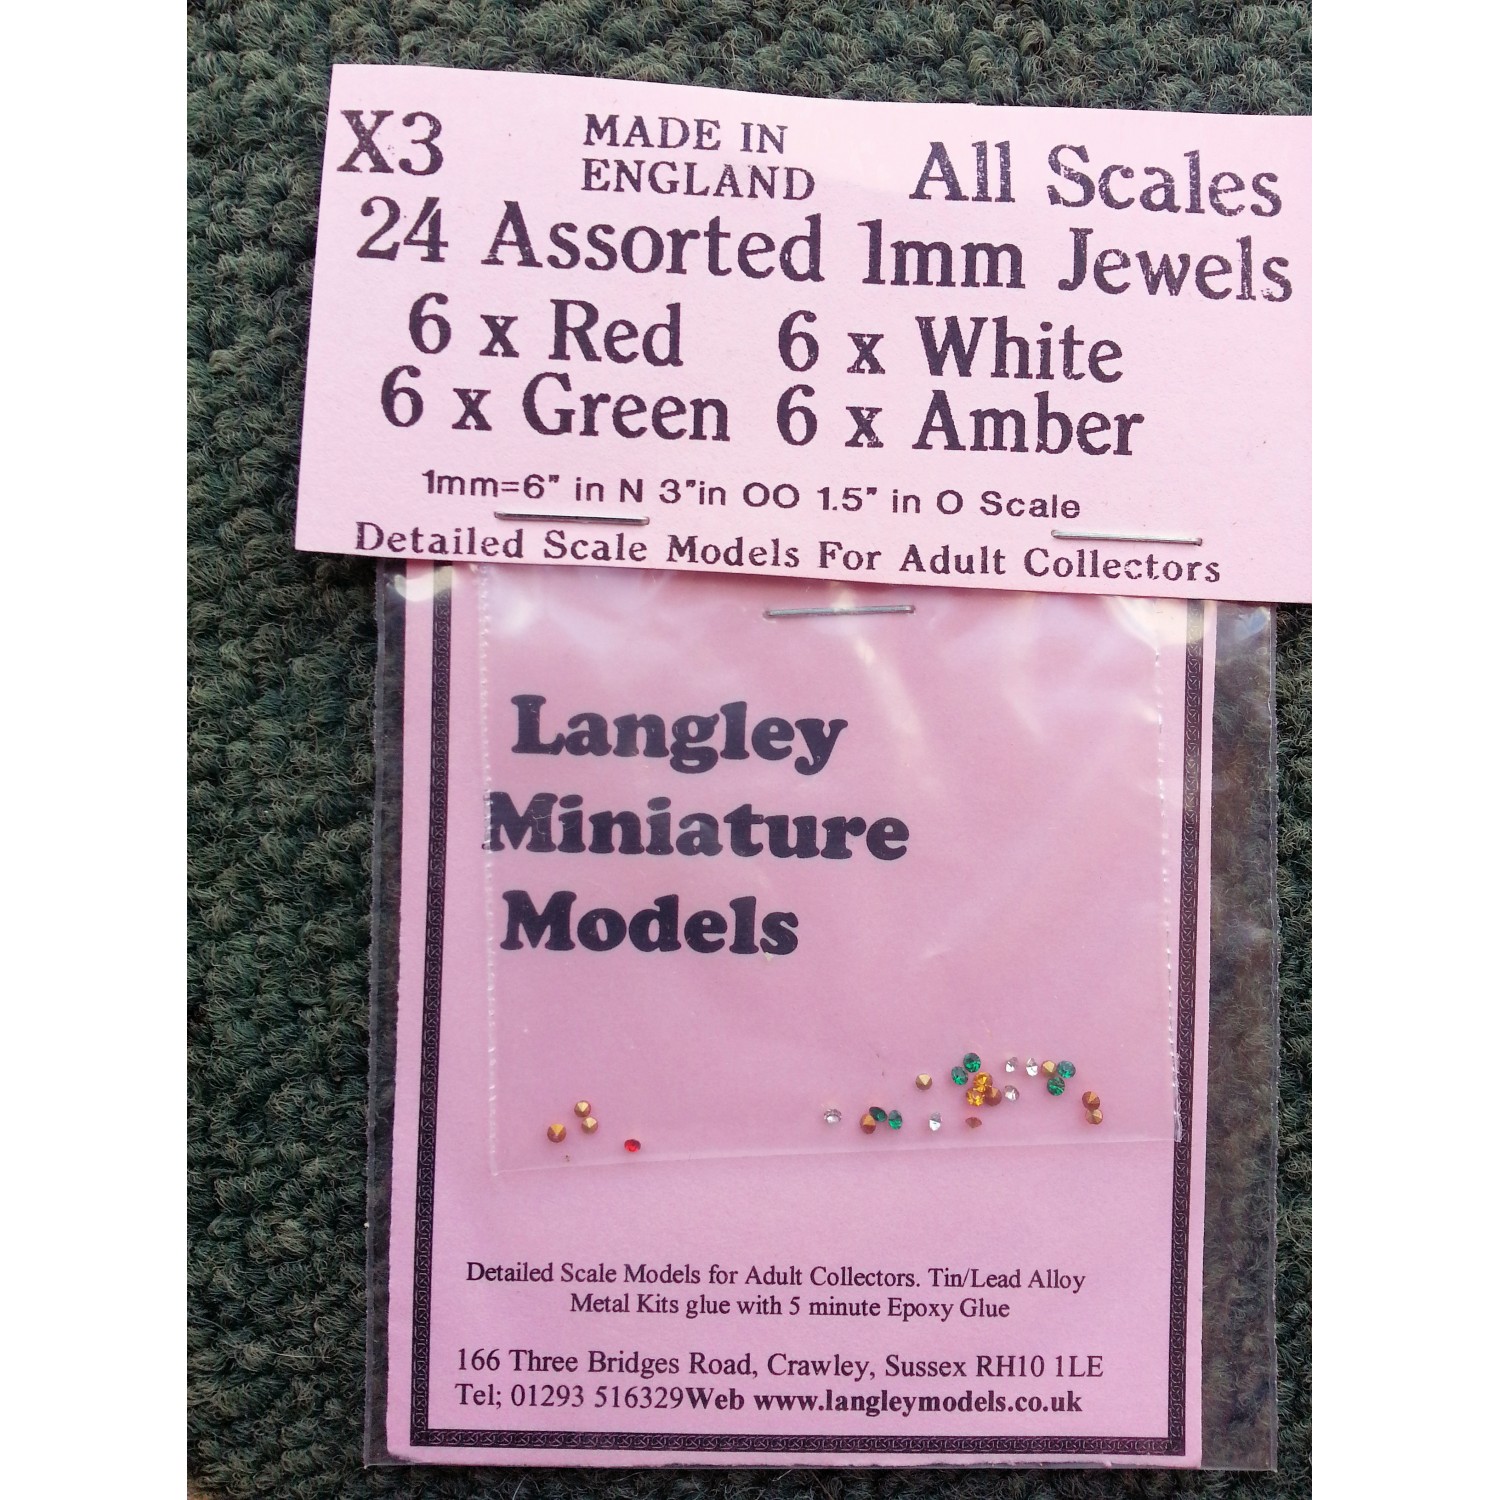 X3 MADE IN ENGLAND All Scales
24 Assorted 1mm Jewels
6 x Red 6 x White
6 x Green 6 x Amber
1mm=6" in N 3"in OO 1.5" in O Scale
Detailed Scale Models For Adult Collectors
Langley
Miniature
Models
Detailed Scale Models for Adult Collectors. Tin/Lead Alloy
Metal Kits glue with 5 minute Epoxy Glue
166 Three Bridges Road, Crawley, Sussex RH10 1LE
Tel; 01293 516329Web www.langleymodels.co.uk